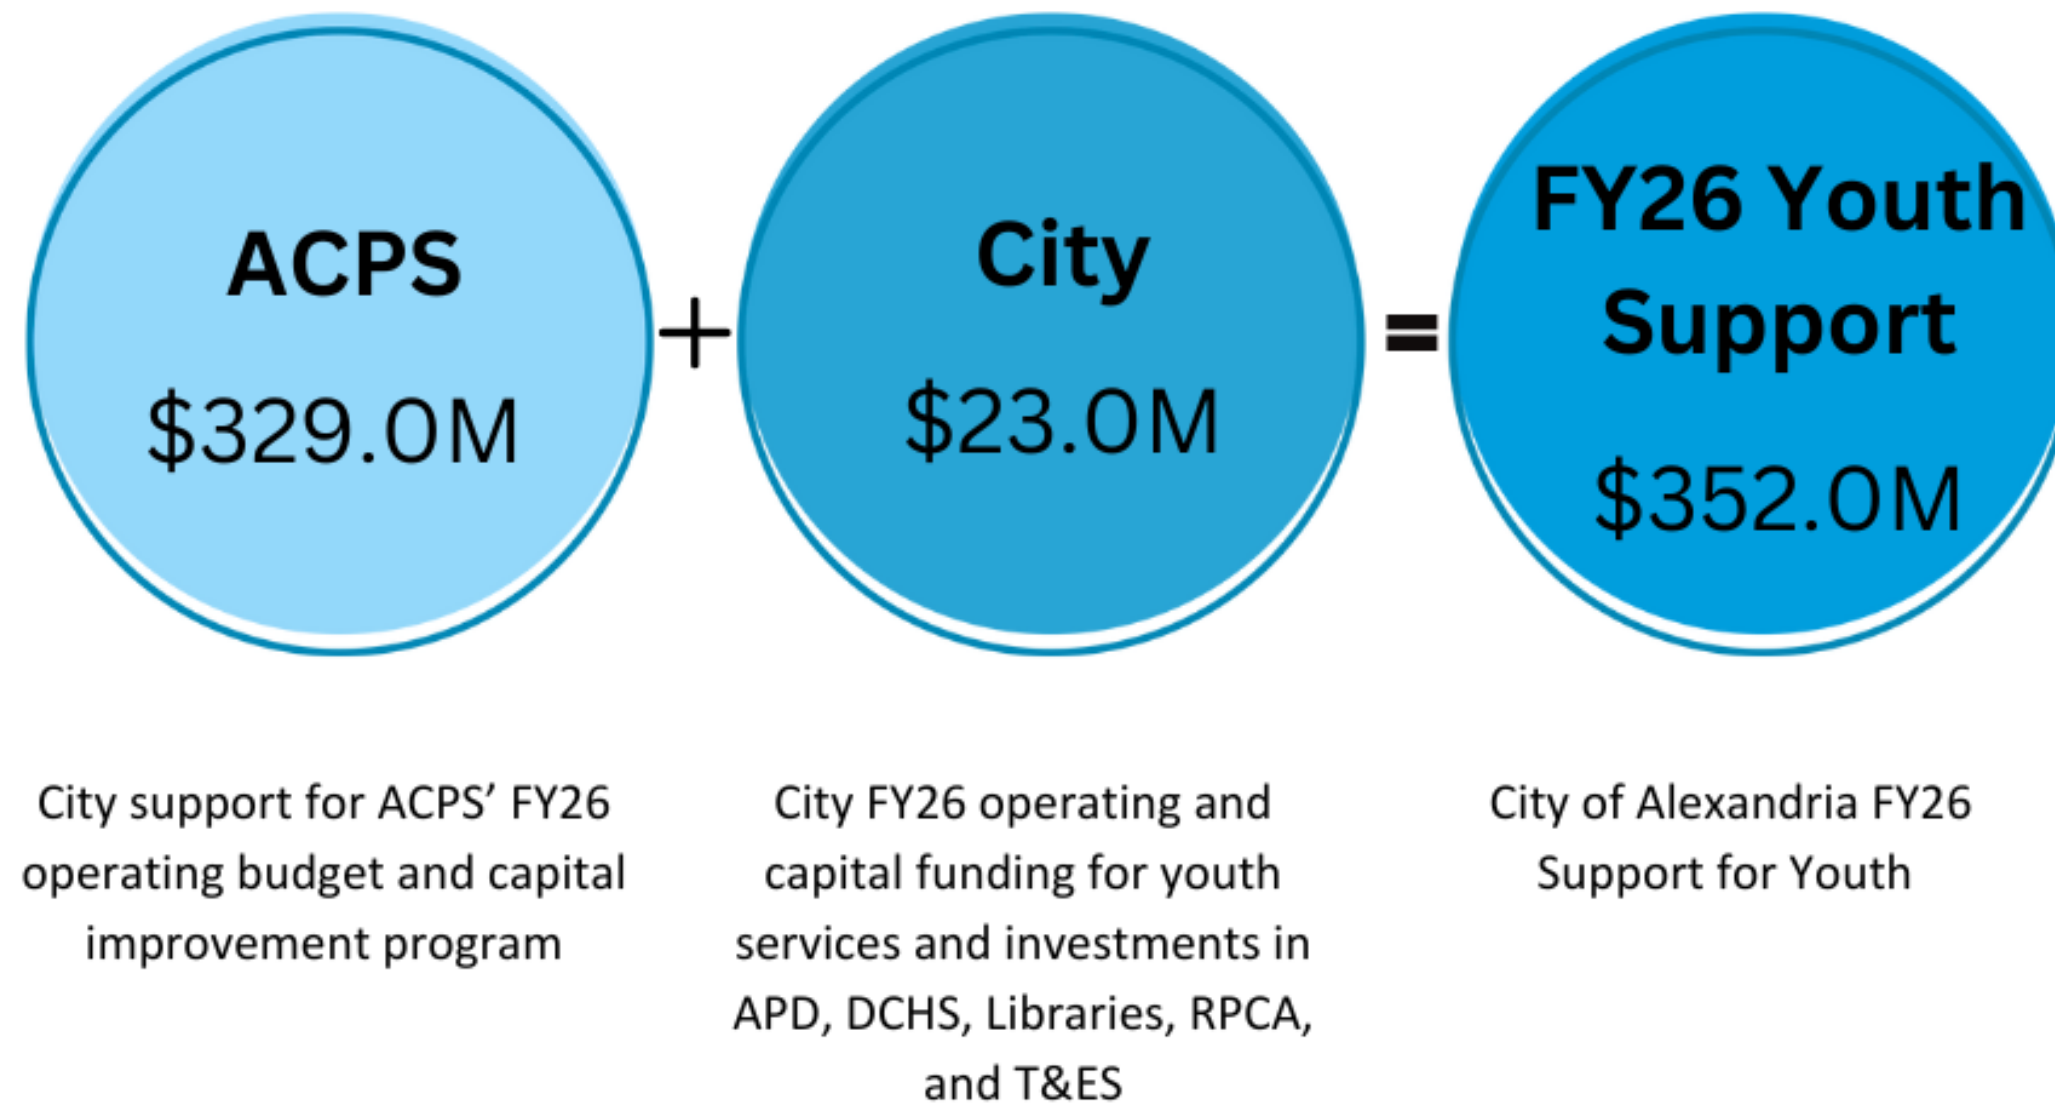 ACPS
$329.0M
+
City
$23.0M
=
FY26 Youth
Support
$352.0M
City support for ACPS’ FY26
operating budget and capital
improvement program
City FY26 operating and
capital funding for youth
services and investments in
APD, DCHS, Libraries, RPCA,
and T&ES
City of Alexandria FY26
Support for Youth